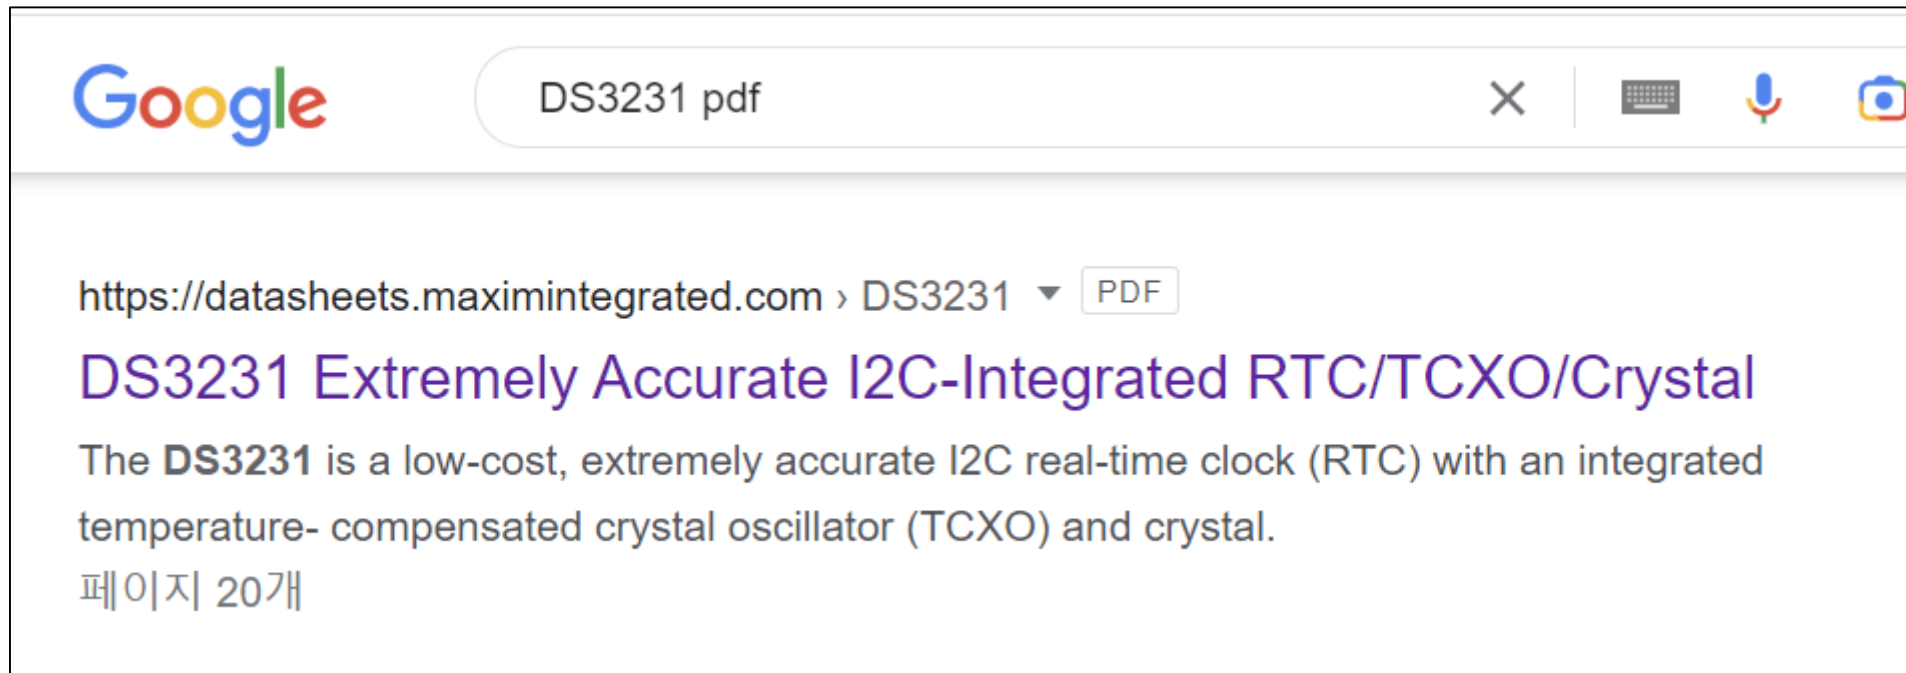 Google
DS3231 pdf
https://datasheets.maximintegrated.com › DS3231 PDF
DS3231 Extremely Accurate I2C-Integrated RTC/TCXO/Crystal
The DS3231 is a low-cost, extremely accurate I2C real-time clock (RTC) with an integrated
temperature- compensated crystal oscillator (TCXO) and crystal.
페이지 20개